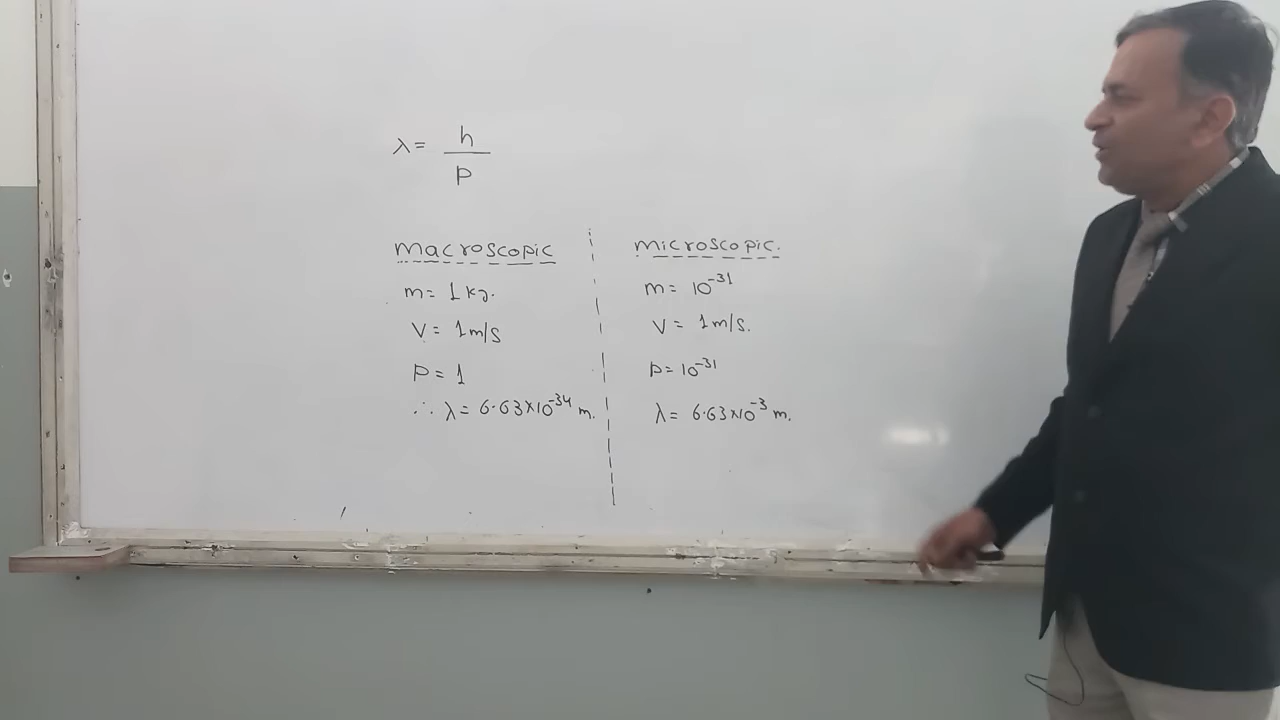 λ = h
P
macroscopic
m = 1 kg.
V = 1 m/s
P = 1
∴ λ = 6.63×10⁻³⁴ m.
microscopic.
m = 10⁻³¹
V = 1 m/s.
P = 10⁻³¹
λ = 6.63×10⁻³ m.